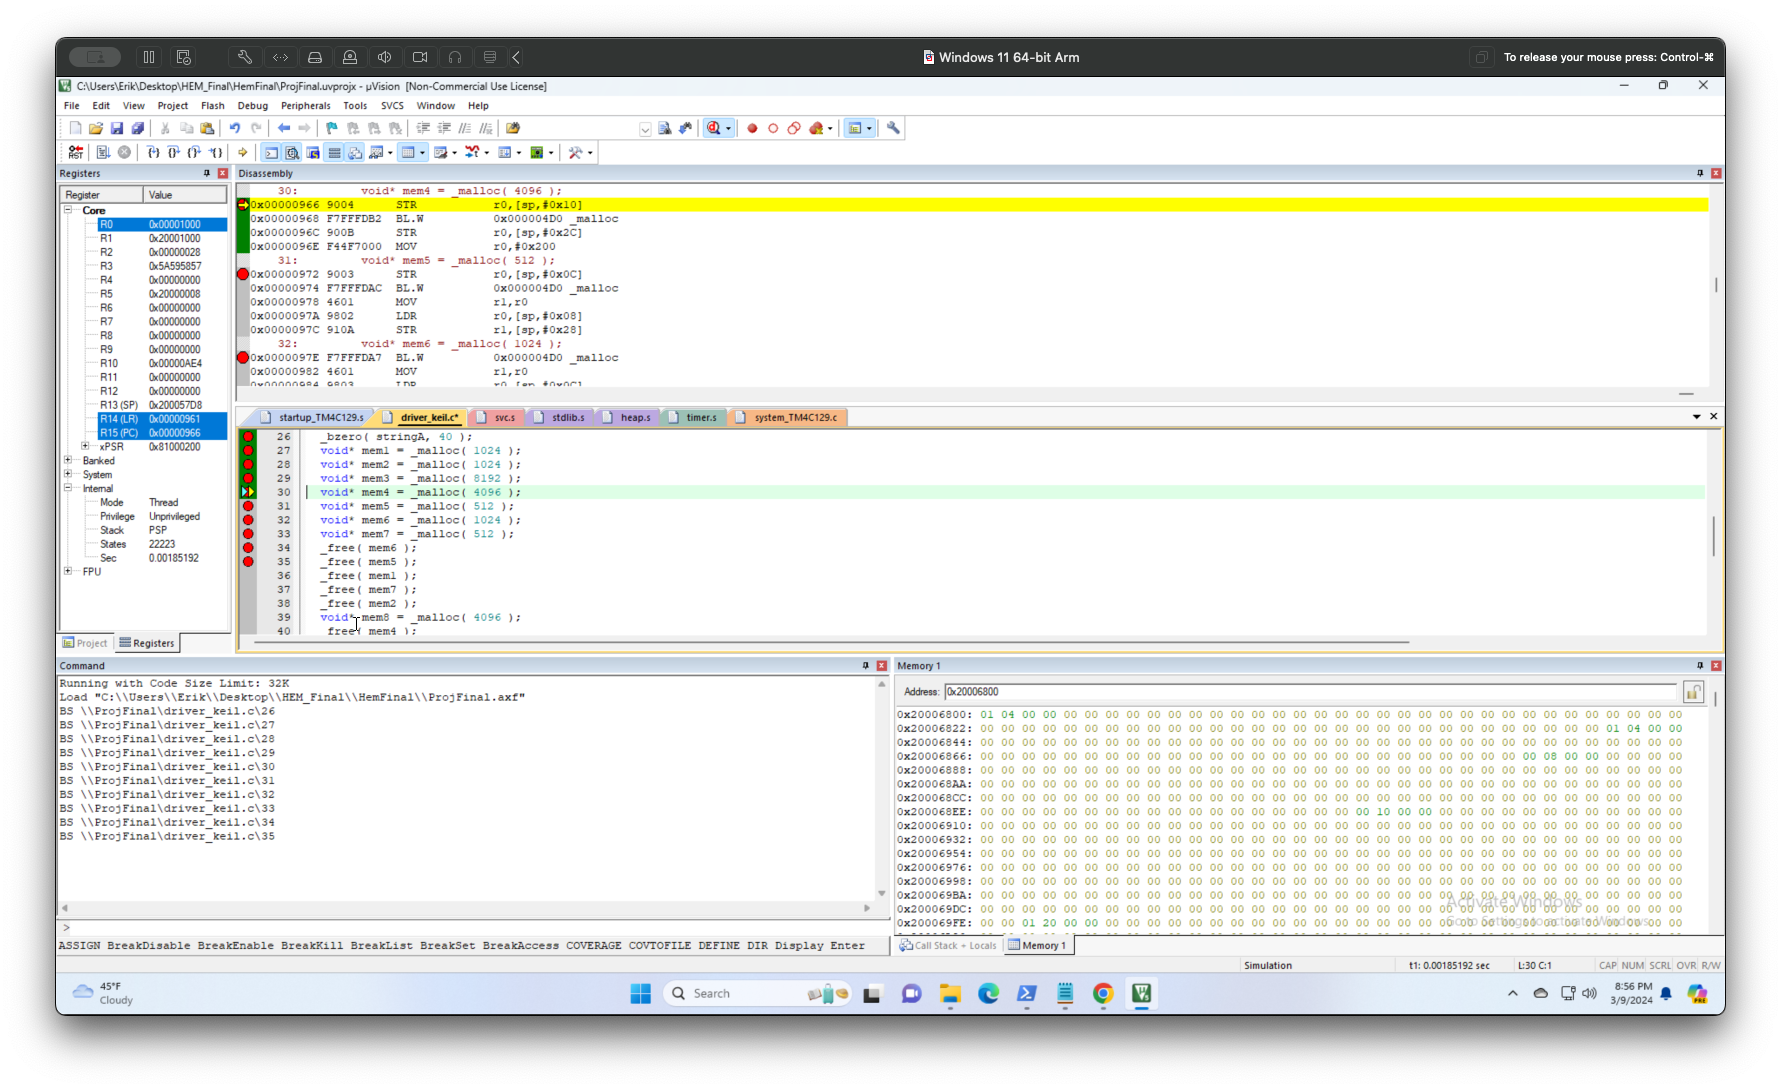 Windows 11 64-bit Arm
To release your mouse press: Control-⌘
C:\Users\Erik\Desktop\HEM_Final\HemFinal\ProjFinal.uvprojx - µVision [Non-Commercial Use License]
File Edit View Project Flash Debug Peripherals Tools SVCS Window Help
Registers
Register Value
Core
R0 0x00001000
R1 0x20001000
R2 0x00000028
R3 0x5A595857
R4 0x00000000
R5 0x20000008
R6 0x00000000
R7 0x00000000
R8 0x00000000
R9 0x00000000
R10 0x00000AE4
R11 0x00000000
R12 0x00000000
R13 (SP) 0x200057D8
R14 (LR) 0x00000961
R15 (PC) 0x00000966
xPSR 0x81000200
Banked
System
Internal
Mode Thread
Privilege Unprivileged
Stack PSP
States 22223
Sec 0.00185192
FPU
Project Registers
Disassembly
30: void* mem4 = _malloc( 4096 );
0x00000966 9004 STR r0,[sp,#0x10]
0x00000968 F7FFFDB2 BL.W 0x000004D0 _malloc
0x0000096C 900B STR r0,[sp,#0x2C]
0x0000096E F44F7000 MOV r0,#0x200
31: void* mem5 = _malloc( 512 );
0x00000972 9003 STR r0,[sp,#0x0C]
0x00000974 F7FFFDAC BL.W 0x000004D0 _malloc
0x00000978 4601 MOV r1,r0
0x0000097A 9802 LDR r0,[sp,#0x08]
0x0000097C 910A STR r1,[sp,#0x28]
32: void* mem6 = _malloc( 1024 );
0x0000097E F7FFFDA7 BL.W 0x000004D0 _malloc
0x00000982 4601 MOV r1,r0
0x00000984 9803 LDR r0,[sp,#0x0C]
startup_TM4C129.s driver_keil.c* svc.s stdlib.s heap.s timer.s system_TM4C129.c
26 _bzero( stringA, 40 );
27 void* mem1 = _malloc( 1024 );
28 void* mem2 = _malloc( 1024 );
29 void* mem3 = _malloc( 8192 );
30 void* mem4 = _malloc( 4096 );
31 void* mem5 = _malloc( 512 );
32 void* mem6 = _malloc( 1024 );
33 void* mem7 = _malloc( 512 );
34 _free( mem6 );
35 _free( mem5 );
36 _free( mem1 );
37 _free( mem7 );
38 _free( mem2 );
39 void* mem8 = _malloc( 4096 );
40 _free( mem4 );
Command
Running with Code Size Limit: 32K
Load "C:\\Users\\Erik\\Desktop\\HEM_Final\\HemFinal\\ProjFinal.axf"
BS \\ProjFinal\driver_keil.c\26
BS \\ProjFinal\driver_keil.c\27
BS \\ProjFinal\driver_keil.c\28
BS \\ProjFinal\driver_keil.c\29
BS \\ProjFinal\driver_keil.c\30
BS \\ProjFinal\driver_keil.c\31
BS \\ProjFinal\driver_keil.c\32
BS \\ProjFinal\driver_keil.c\33
BS \\ProjFinal\driver_keil.c\34
BS \\ProjFinal\driver_keil.c\35
>
ASSIGN BreakDisable BreakEnable BreakKill BreakList BreakSet BreakAccess COVERAGE COVTOFILE DEFINE DIR Display Enter
Memory 1
Address: 0x20006800
0x20006800: 01 04 00 00 00 00 00 00 00 00 00 00 00 00 00 00 00 00 00 00 00 00 00 00 00 00 00 00 00 00 00 00 00 00
0x20006822: 00 00 00 00 00 00 00 00 00 00 00 00 00 00 00 00 00 00 00 00 00 00 00 00 00 00 00 00 00 00 01 04 00 00
0x20006844: 00 00 00 00 00 00 00 00 00 00 00 00 00 00 00 00 00 00 00 00 00 00 00 00 00 00 00 00 00 00 00 00 00 00
0x20006866: 00 00 00 00 00 00 00 00 00 00 00 00 00 00 00 00 00 00 00 00 00 00 00 00 00 00 00 08 00 00 00 00 00 00
0x20006888: 00 00 00 00 00 00 00 00 00 00 00 00 00 00 00 00 00 00 00 00 00 00 00 00 00 00 00 00 00 00 00 00 00 00
0x200068AA: 00 00 00 00 00 00 00 00 00 00 00 00 00 00 00 00 00 00 00 00 00 00 00 00 00 00 00 00 00 00 00 00 00 00
0x200068CC: 00 00 00 00 00 00 00 00 00 00 00 00 00 00 00 00 00 00 00 00 00 00 00 00 00 00 00 00 00 00 00 00 00 00
0x200068EE: 00 00 00 00 00 00 00 00 00 00 00 00 00 00 00 00 00 00 00 10 00 00 00 00 00 00 00 00 00 00 00 00 00 00
0x20006910: 00 00 00 00 00 00 00 00 00 00 00 00 00 00 00 00 00 00 00 00 00 00 00 00 00 00 00 00 00 00 00 00 00 00
0x20006932: 00 00 00 00 00 00 00 00 00 00 00 00 00 00 00 00 00 00 00 00 00 00 00 00 00 00 00 00 00 00 00 00 00 00
0x20006954: 00 00 00 00 00 00 00 00 00 00 00 00 00 00 00 00 00 00 00 00 00 00 00 00 00 00 00 00 00 00 00 00 00 00
0x20006976: 00 00 00 00 00 00 00 00 00 00 00 00 00 00 00 00 00 00 00 00 00 00 00 00 00 00 00 00 00 00 00 00 00 00
0x20006998: 00 00 00 00 00 00 00 00 00 00 00 00 00 00 00 00 00 00 00 00 00 00 00 00 00 00 00 00 00 00 00 00 00 00
0x200069BA: 00 00 00 00 00 00 00 00 00 00 00 00 00 00 00 00 00 00 00 00 00 00 00 00 00 00 00 00 00 00 00 00 00 00
0x200069DC: 00 00 00 00 00 00 00 00 00 00 00 00 00 00 00 00 00 00 00 00 00 00 00 00 00 00 00 00 00 00 00 00 00 00
0x200069FE: 00 00 01 20 00 00 00 00 00 00 00 00 00 00 00 00 00 00 00 00 00 00 00 00 00 00 00 00 00 00 00 00 00 00
Activate Windows
Go to Settings to activate Windows.
Call Stack + Locals Memory 1
Simulation t1: 0.00185192 sec L:30 C:1 CAP NUM SCRL OVR R/W
45°F
Cloudy
Search
8:56 PM
3/9/2024